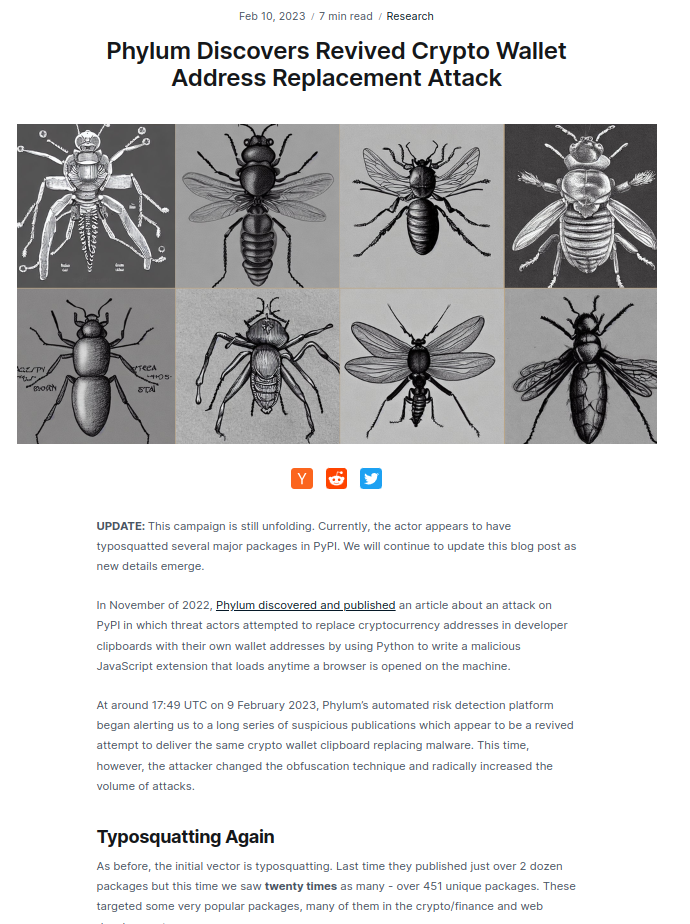 Feb 10, 2023 / 7 min read / Research
Phylum Discovers Revived Crypto Wallet
Address Replacement Attack
Y
UPDATE: This campaign is still unfolding. Currently, the actor appears to have
typosquatted several major packages in PyPI. We will continue to update this blog post as
new details emerge.
In November of 2022, Phylum discovered and published an article about an attack on
PyPI in which threat actors attempted to replace cryptocurrency addresses in developer
clipboards with their own wallet addresses by using Python to write a malicious
JavaScript extension that loads anytime a browser is opened on the machine.
At around 17:49 UTC on 9 February 2023, Phylum's automated risk detection platform
began alerting us to a long series of suspicious publications which appear to be a revived
attempt to deliver the same crypto wallet clipboard replacing malware. This time,
however, the attacker changed the obfuscation technique and radically increased the
volume of attacks.
Typosquatting Again
As before, the initial vector is typosquatting. Last time they published just over 2 dozen
packages but this time we saw twenty times as many - over 451 unique packages. These
targeted some very popular packages, many of them in the crypto/finance and web